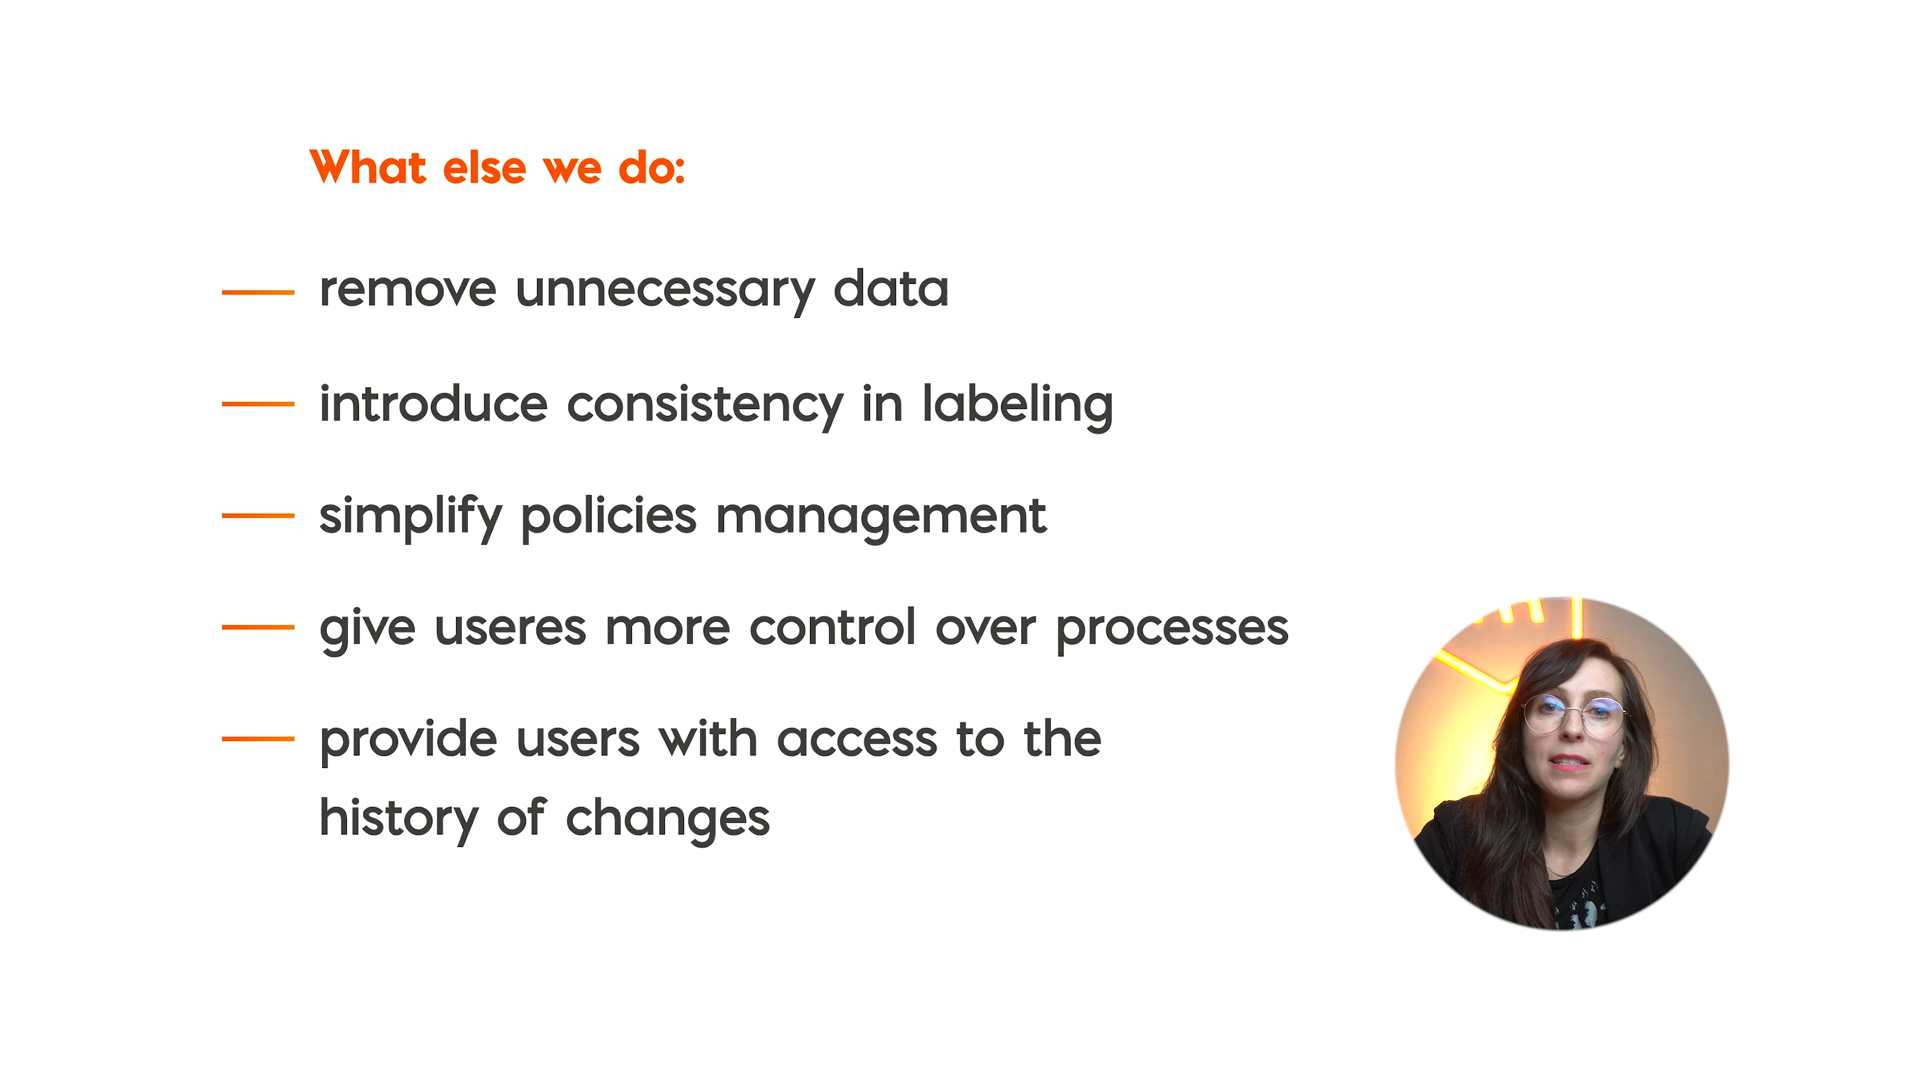 What else we do:
remove unnecessary data
introduce consistency in labeling
simplify policies management
give useres more control over processes
provide users with access to the
history of changes